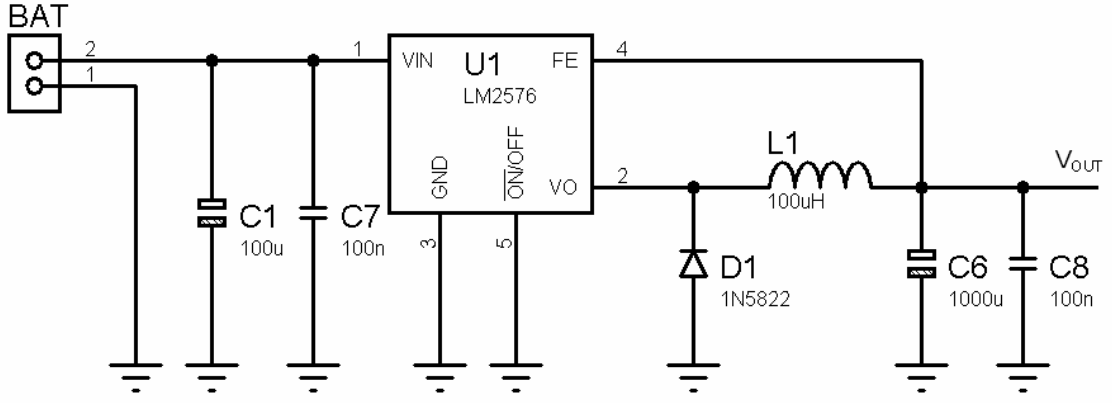 BAT
2
1
1
VIN
U1
LM2576
FE
4
GND
ON/OFF
VO
2
3
5
C1
100u
C7
100n
L1
100uH
VOUT
D1
1N5822
C6
1000u
C8
100n